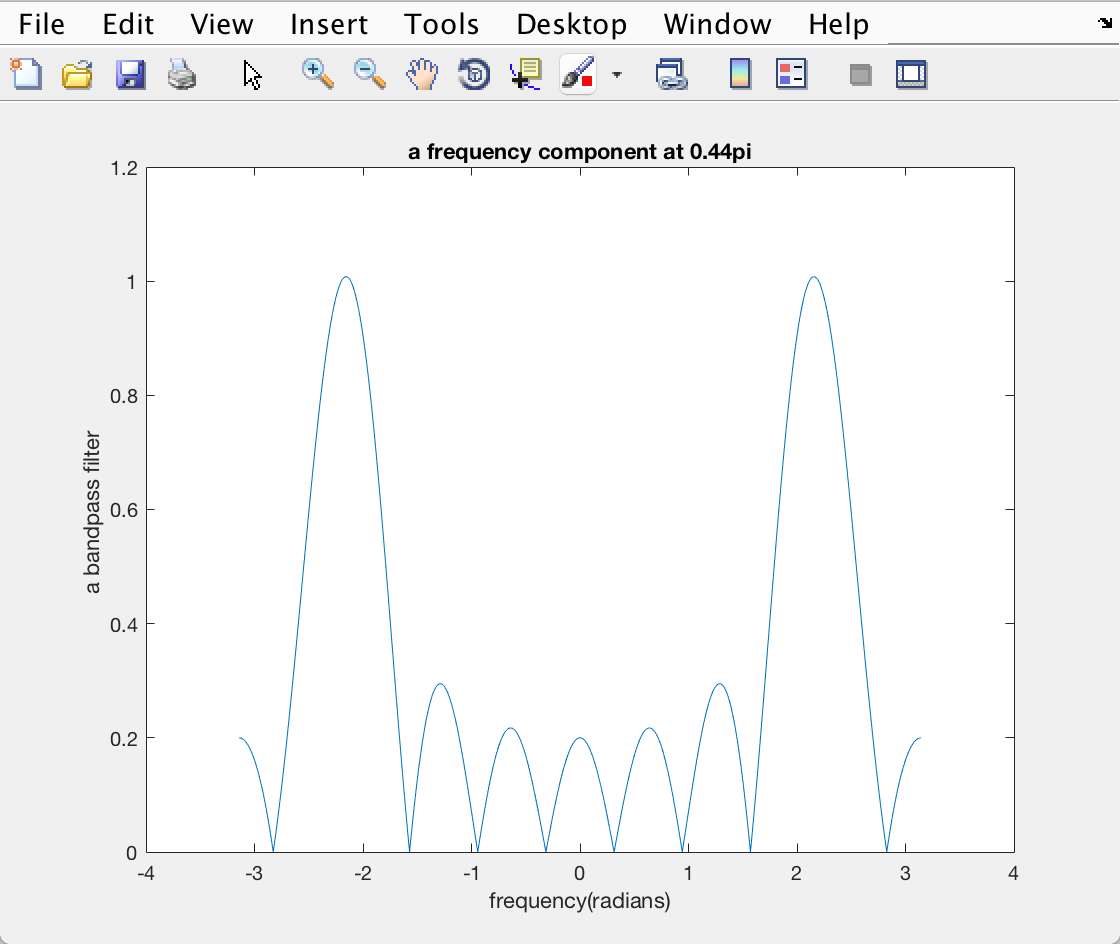 File Edit View Insert Tools Desktop Window Help
a frequency component at 0.44pi
1.2
1
0.8
0.6
0.4
0.2
0
a bandpass filter
-4 -3 -2 -1 0 1 2 3 4
frequency(radians)